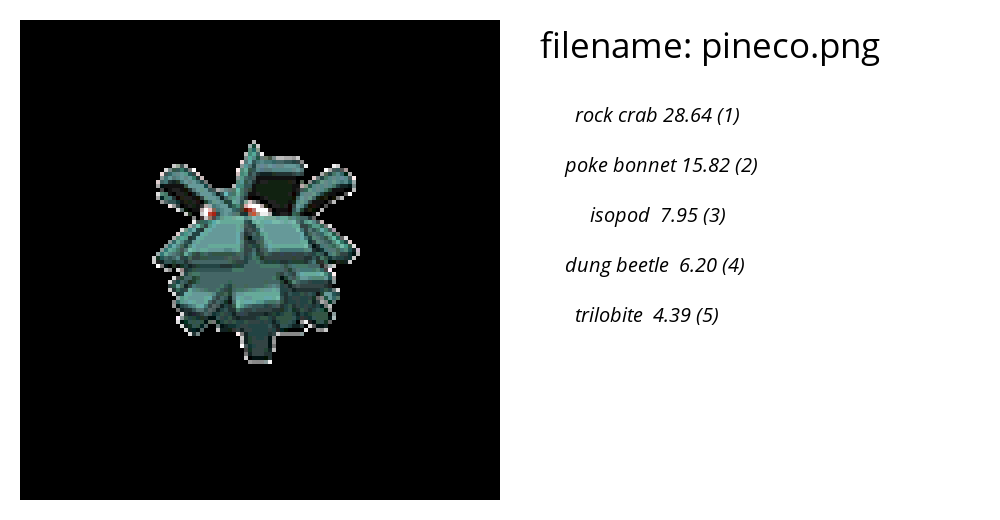 filename: pineco.png
rock crab 28.64 (1)
poke bonnet 15.82 (2)
isopod 7.95 (3)
dung beetle 6.20 (4)
trilobite 4.39 (5)